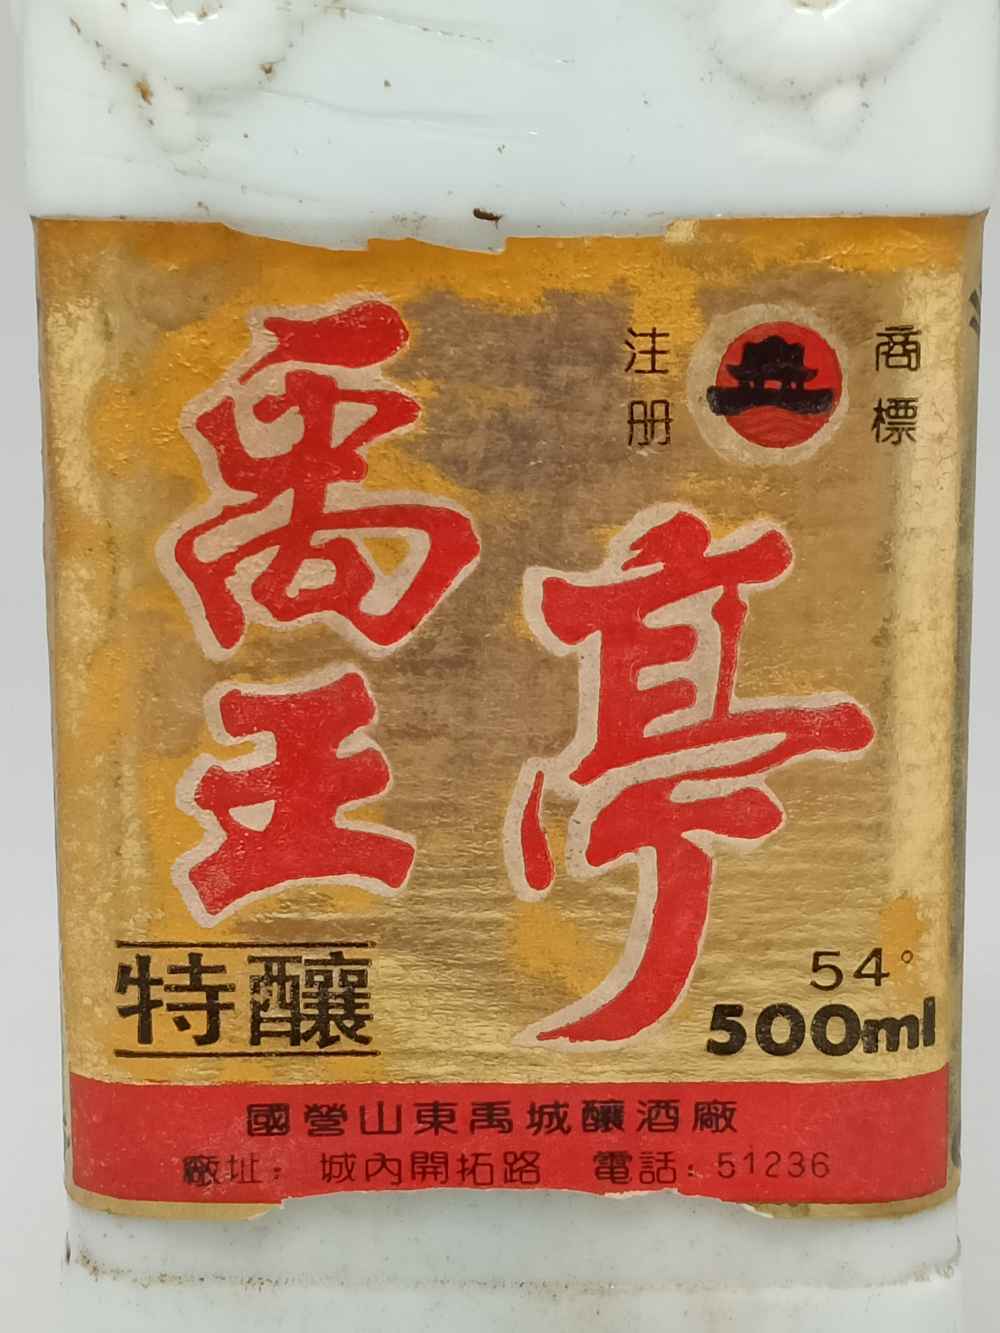 注册 商標
禹王亭
特釀
54°
500ml
國營山東禹城釀酒廠
廠址：城內開拓路 電話：51236